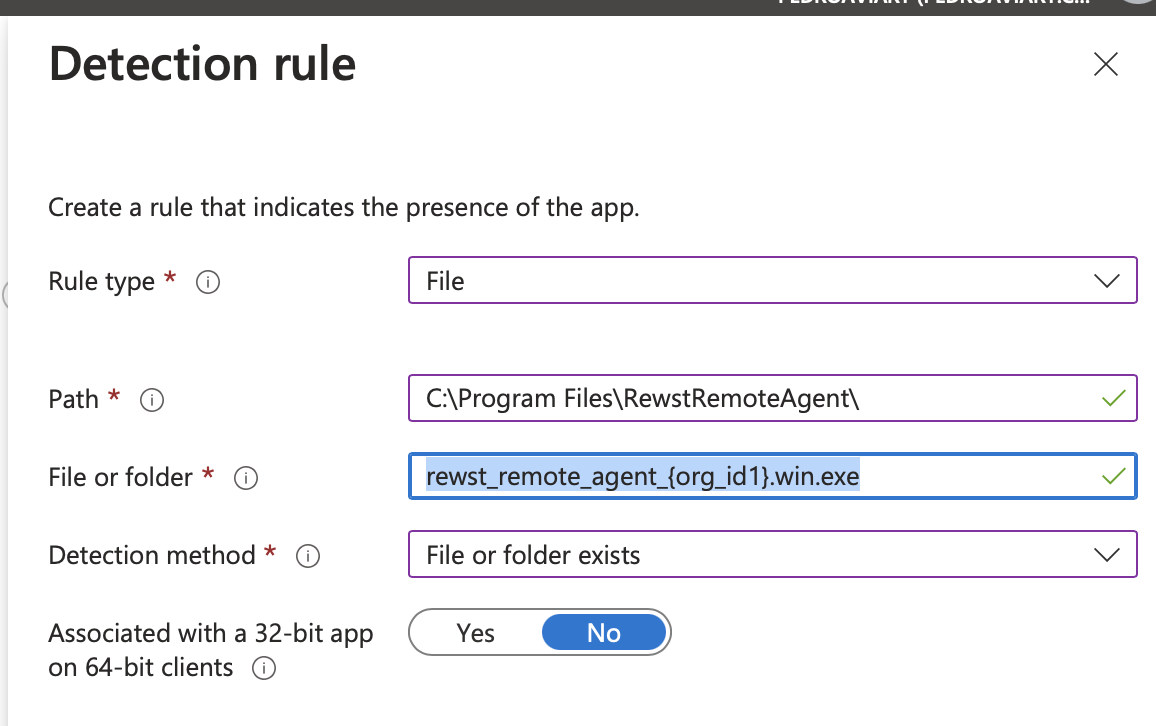 Detection rule
Create a rule that indicates the presence of the app.
Rule type *
File
Path *
C:\Program Files\RewstRemoteAgent\
File or folder *
rewst_remote_agent_{org_id1}.win.exe
Detection method *
File or folder exists
Associated with a 32-bit app
on 64-bit clients
Yes
No